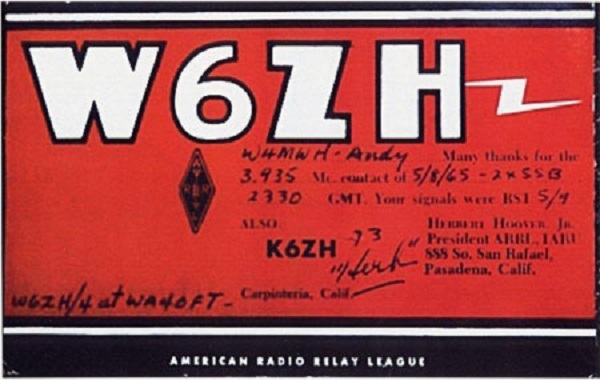 W6ZH
W4MWH - Andy Many thanks for the
3.935 Mc. contact of 5/8/65 - 2xSSB
2330 GMT. Your signals were RST 5/9
ALSO
K6ZH
73
"Herb"
Carpinteria, Calif.
HERBERT HOOVER, JR.
President ARRL, IARU
888 So. San Rafael,
Pasadena, Calif.
W6ZH/4 at WA4OFT -
AMERICAN RADIO RELAY LEAGUE